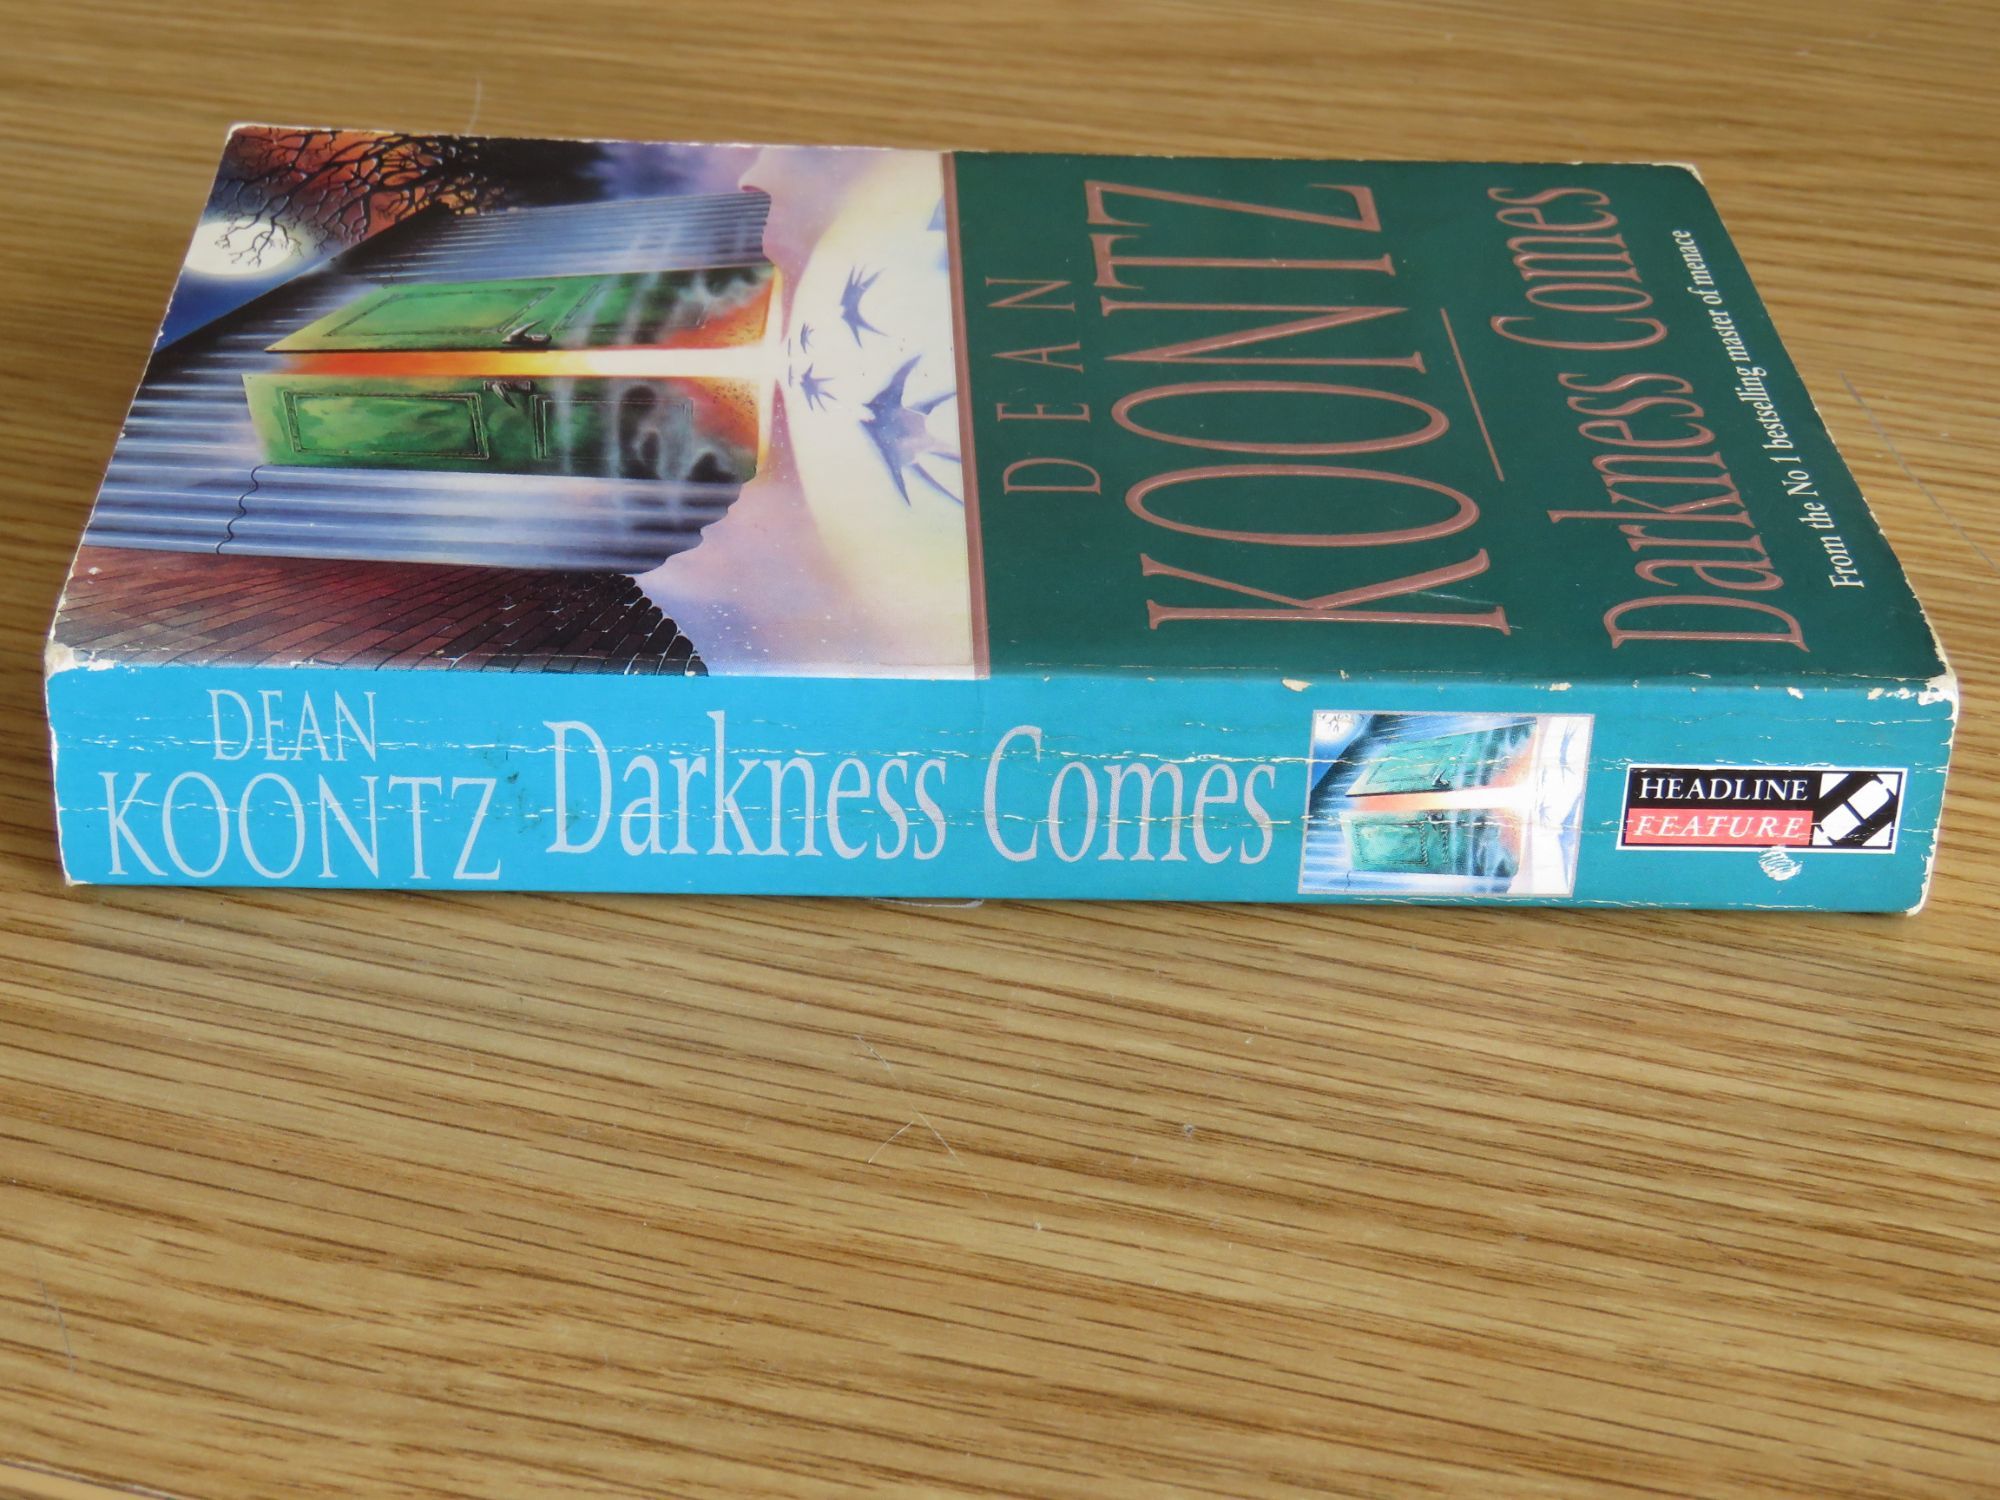 DEAN
KOONTZ
Darkness Comes
From the No 1 bestselling master of menace
DEAN
KOONTZ
Darkness Comes
HEADLINE
FEATURE